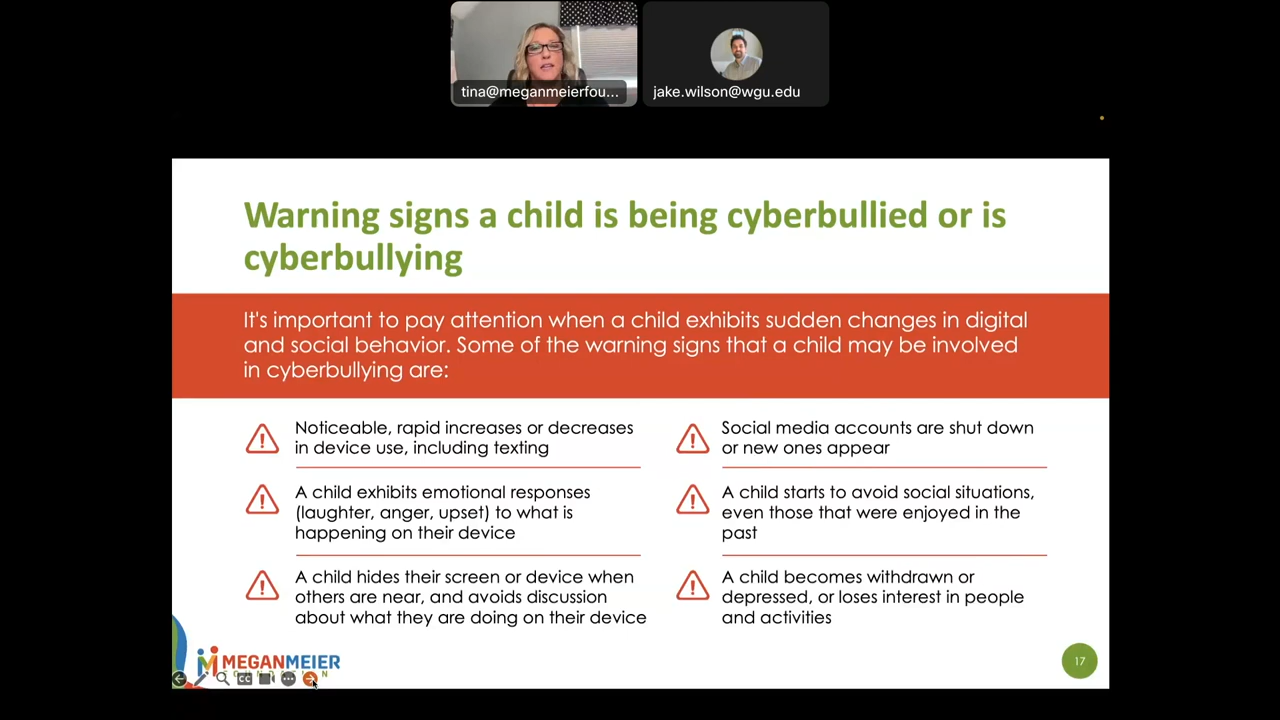 tina@meganmeierfou...
jake.wilson@wgu.edu
Warning signs a child is being cyberbullied or is
cyberbullying
It's important to pay attention when a child exhibits sudden changes in digital
and social behavior. Some of the warning signs that a child may be involved
in cyberbullying are:
Noticeable, rapid increases or decreases
in device use, including texting
A child exhibits emotional responses
(laughter, anger, upset) to what is
happening on their device
A child hides their screen or device when
others are near, and avoids discussion
about what they are doing on their device
Social media accounts are shut down
or new ones appear
A child starts to avoid social situations,
even those that were enjoyed in the
past
A child becomes withdrawn or
depressed, or loses interest in people
and activities
MEGANMEIER
CC
17